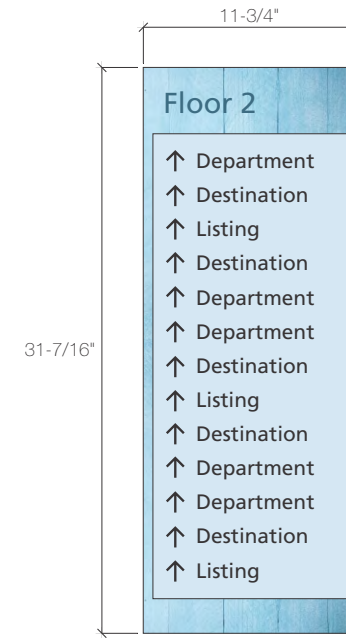 11-3/4"
Floor 2
↑ Department
↑ Destination
↑ Listing
↑ Destination
↑ Department
↑ Department
↑ Destination
↑ Listing
↑ Destination
↑ Department
↑ Department
↑ Destination
↑ Listing
31-7/16"